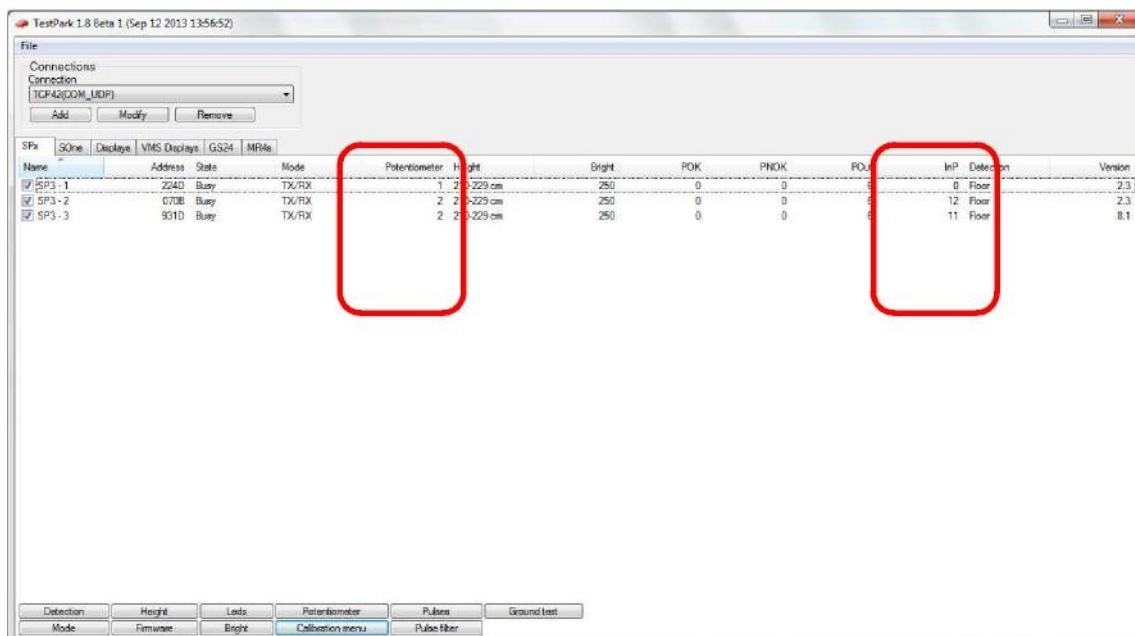 TestPark 1.8 Beta 1 (Sep 12 2013 13:56:52)
File
Connections
Connection
TCP42(COM_UDP)
Add Modify Remove
SPx SOne Displays VMS Displays GS24 MR4s
Name Address State Mode Potentiometer Bright POK PNOK InP Version
SP3 - 1 224D Busy TX/RX 1 250 0 0 0 Floor 2.3
SP3 - 2 070B Busy TX/RX 2 250 0 0 12 Floor 2.3
SP3 - 3 931D Busy TX/RX 2 250 0 0 11 Floor 8.1
Detection Height Leds Potentiometer Pulses Ground test
Mode Firmware Bright Calibration menu Pulse filter